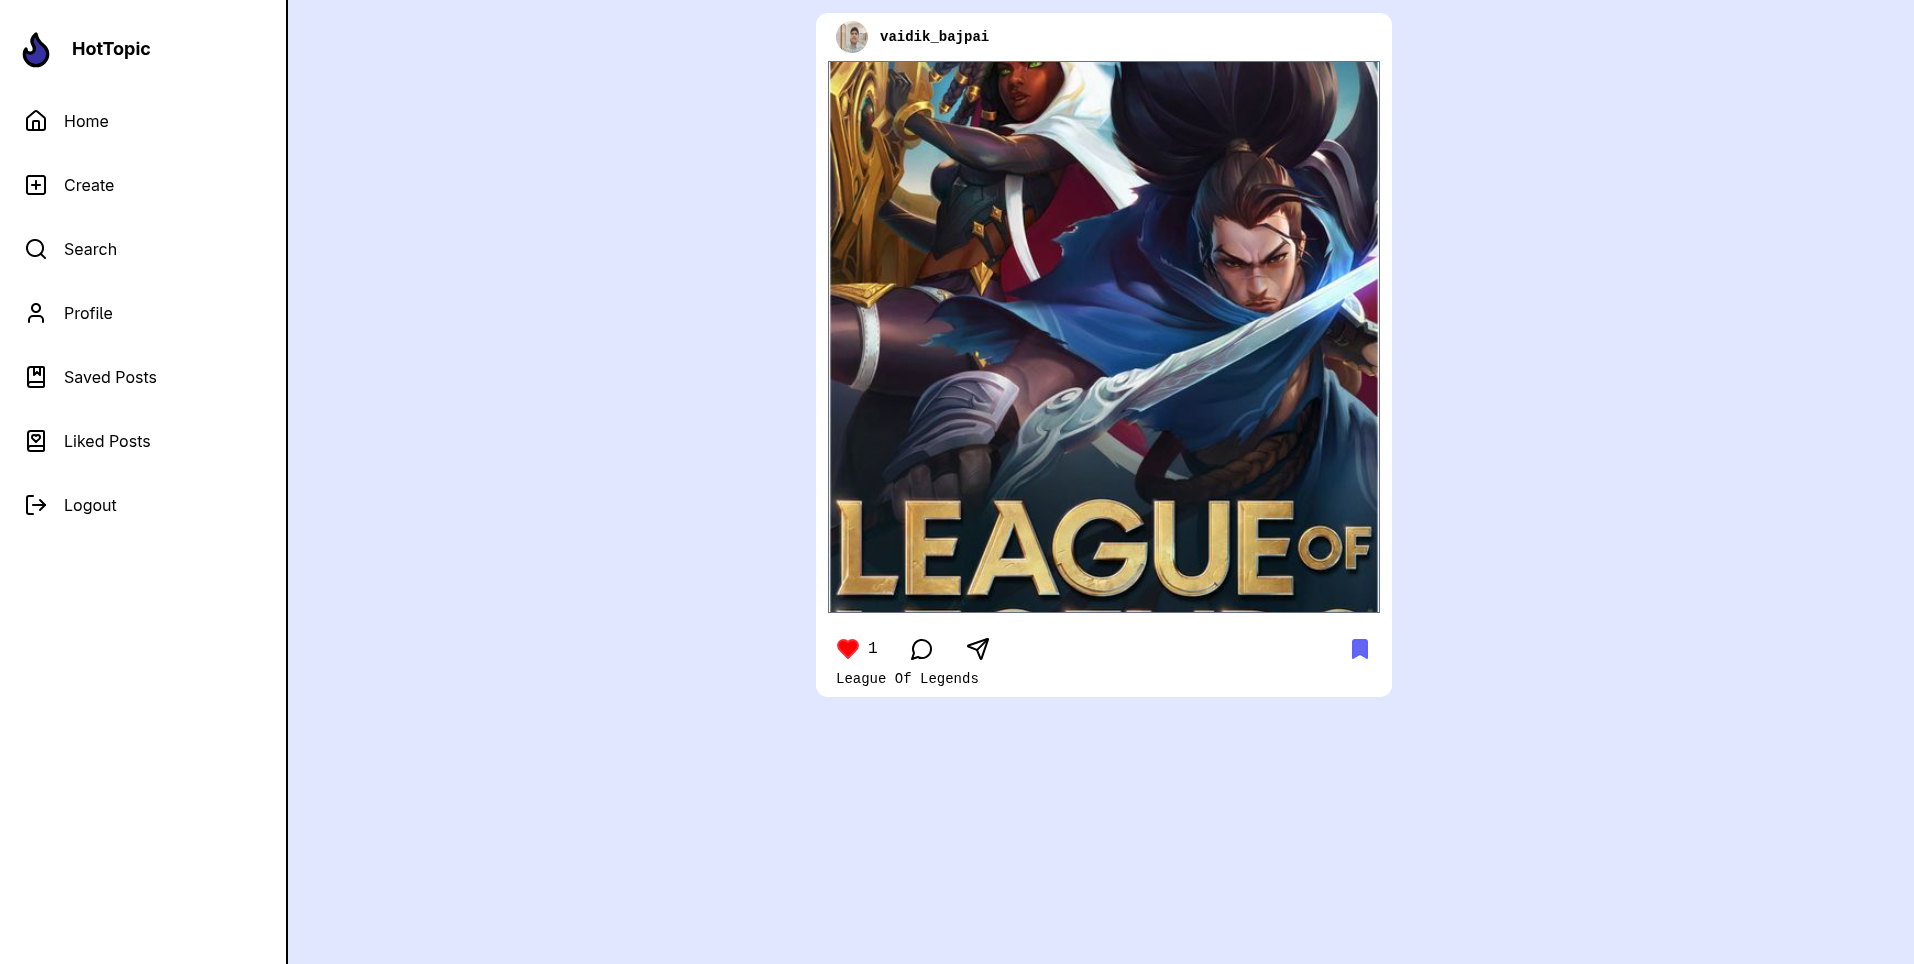 HotTopic
Home
Create
Search
Profile
Saved Posts
Liked Posts
Logout
vaidik_bajpai
LEAGUE OF
1
League Of Legends